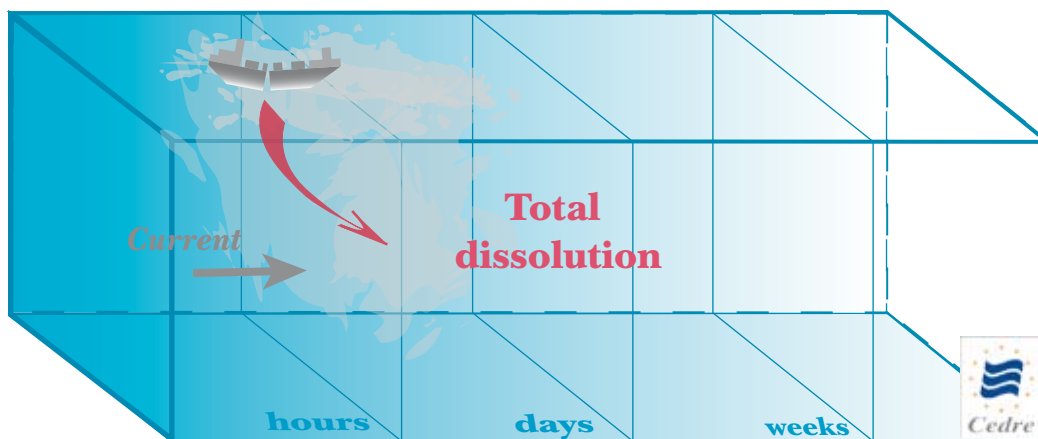 Current
Total
dissolution
hours
days
weeks
Cedre